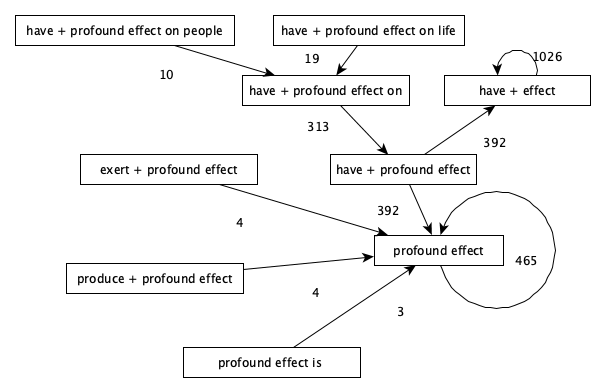 have + profound effect on people
have + profound effect on life
1026
19
10
have + profound effect on
have + effect
313
392
have + profound effect
exert + profound effect
392
4
profound effect
465
produce + profound effect
4
3
profound effect is